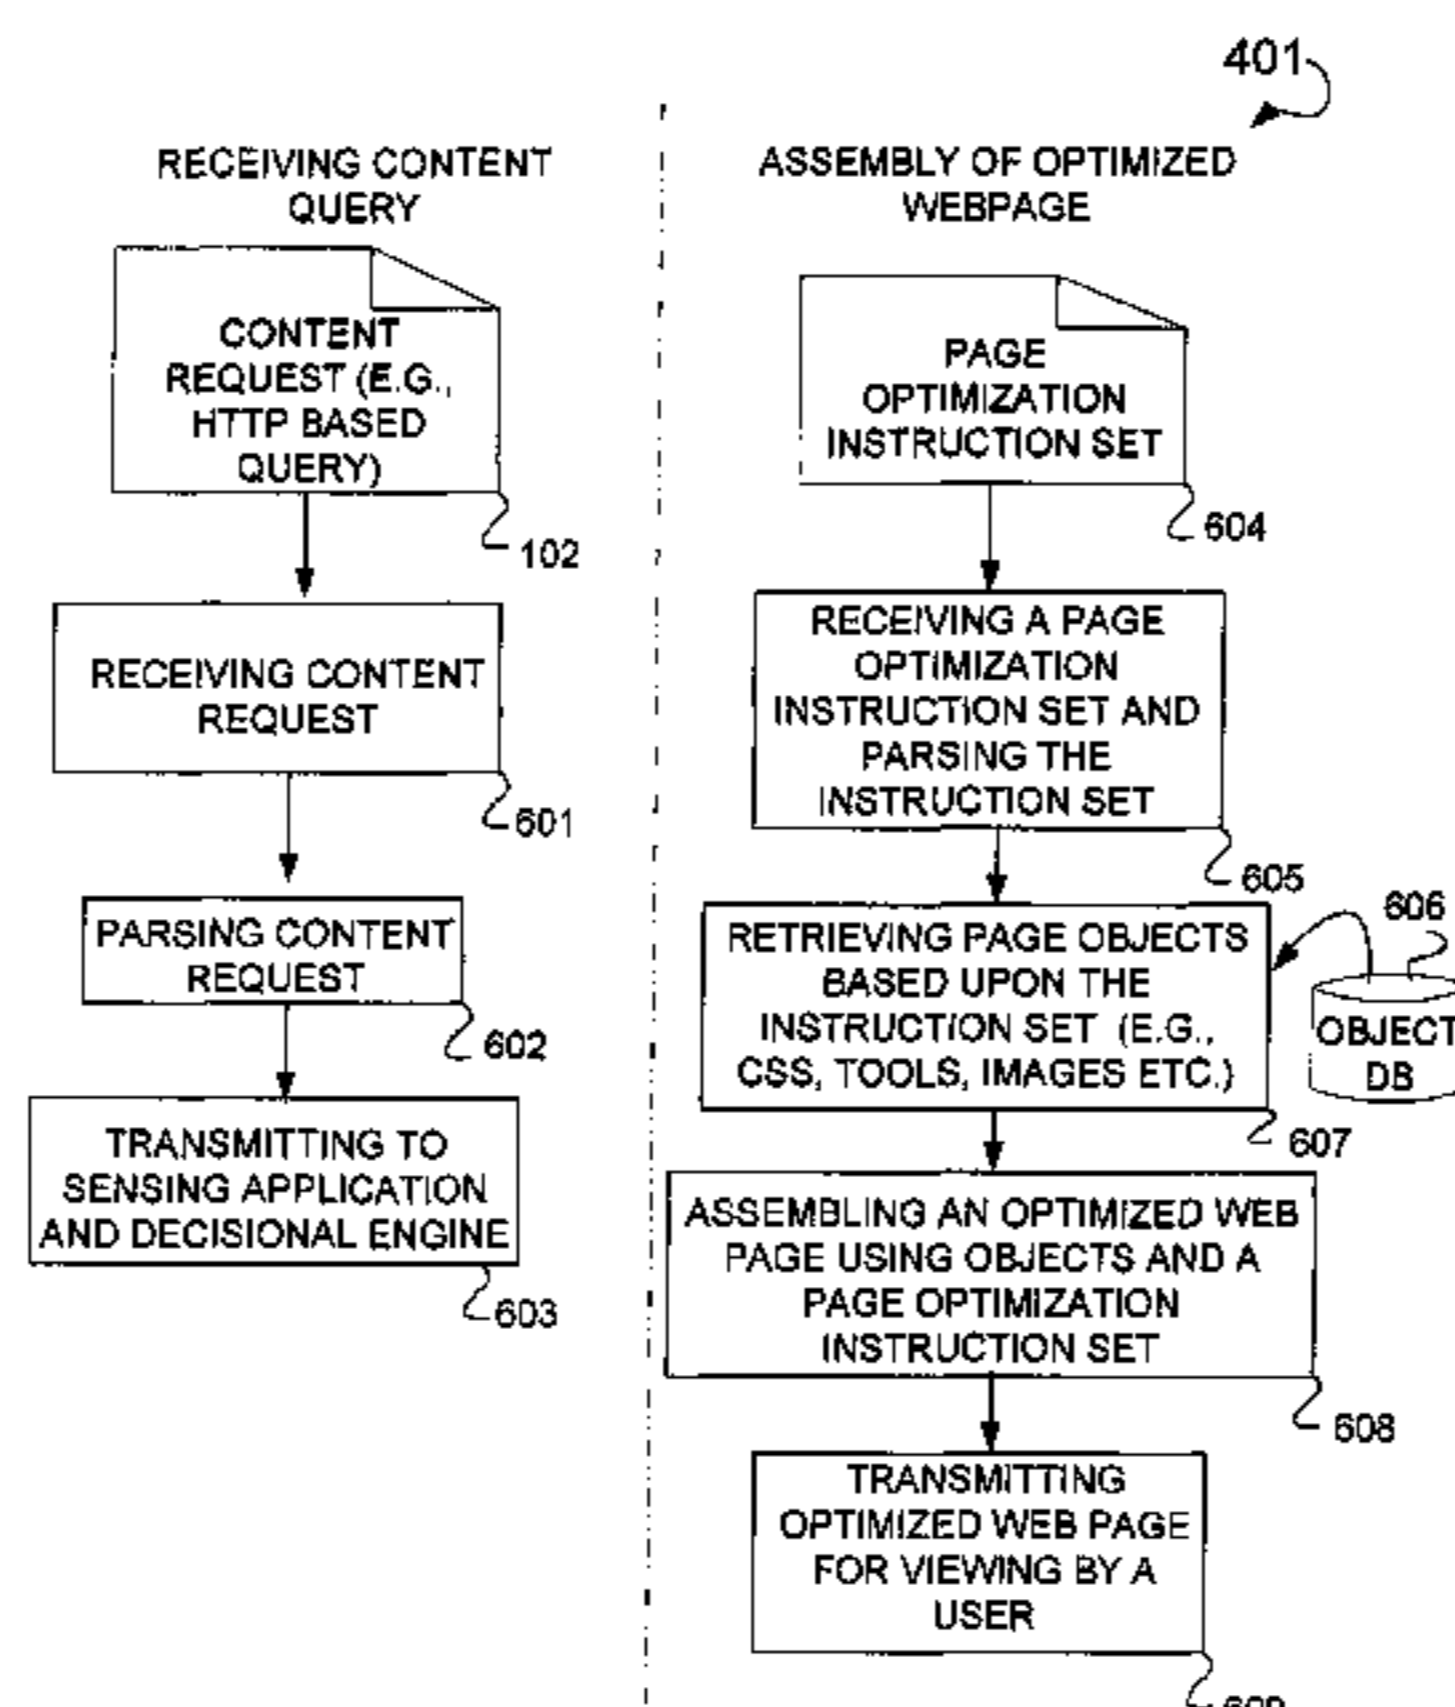 401
RECEIVING CONTENT
QUERY
CONTENT
REQUEST (E.G.,
HTTP BASED
QUERY)
102
RECEIVING CONTENT
REQUEST
601
PARSING CONTENT
REQUEST
602
TRANSMITTING TO
SENSING APPLICATION
AND DECISIONAL ENGINE
603
ASSEMBLY OF OPTIMIZED
WEBPAGE
PAGE
OPTIMIZATION
INSTRUCTION SET
604
RECEIVING A PAGE
OPTIMIZATION
INSTRUCTION SET AND
PARSING THE
INSTRUCTION SET
605
RETRIEVING PAGE OBJECTS
BASED UPON THE
INSTRUCTION SET (E.G.,
CSS, TOOLS, IMAGES ETC.)
607
606
OBJECT
DB
ASSEMBLING AN OPTIMIZED WEB
PAGE USING OBJECTS AND A
PAGE OPTIMIZATION
INSTRUCTION SET
608
TRANSMITTING
OPTIMIZED WEB PAGE
FOR VIEWING BY A
USER